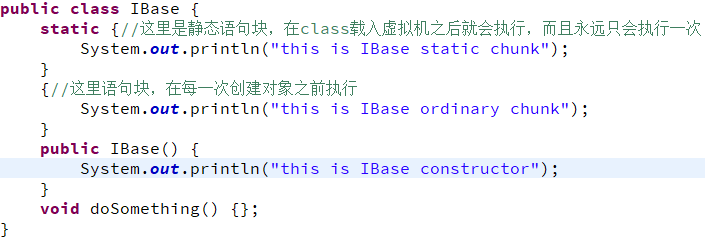 public class IBase {
    static {//这里是静态语句块，在class载入虚拟机之后就会执行，而且永远只会执行一次
        System.out.println("this is IBase static chunk");
    }
    {//这里语句块，在每一次创建对象之前执行
        System.out.println("this is IBase ordinary chunk");
    }
    public IBase() {
        System.out.println("this is IBase constructor");
    }
    void doSomething() {};
}